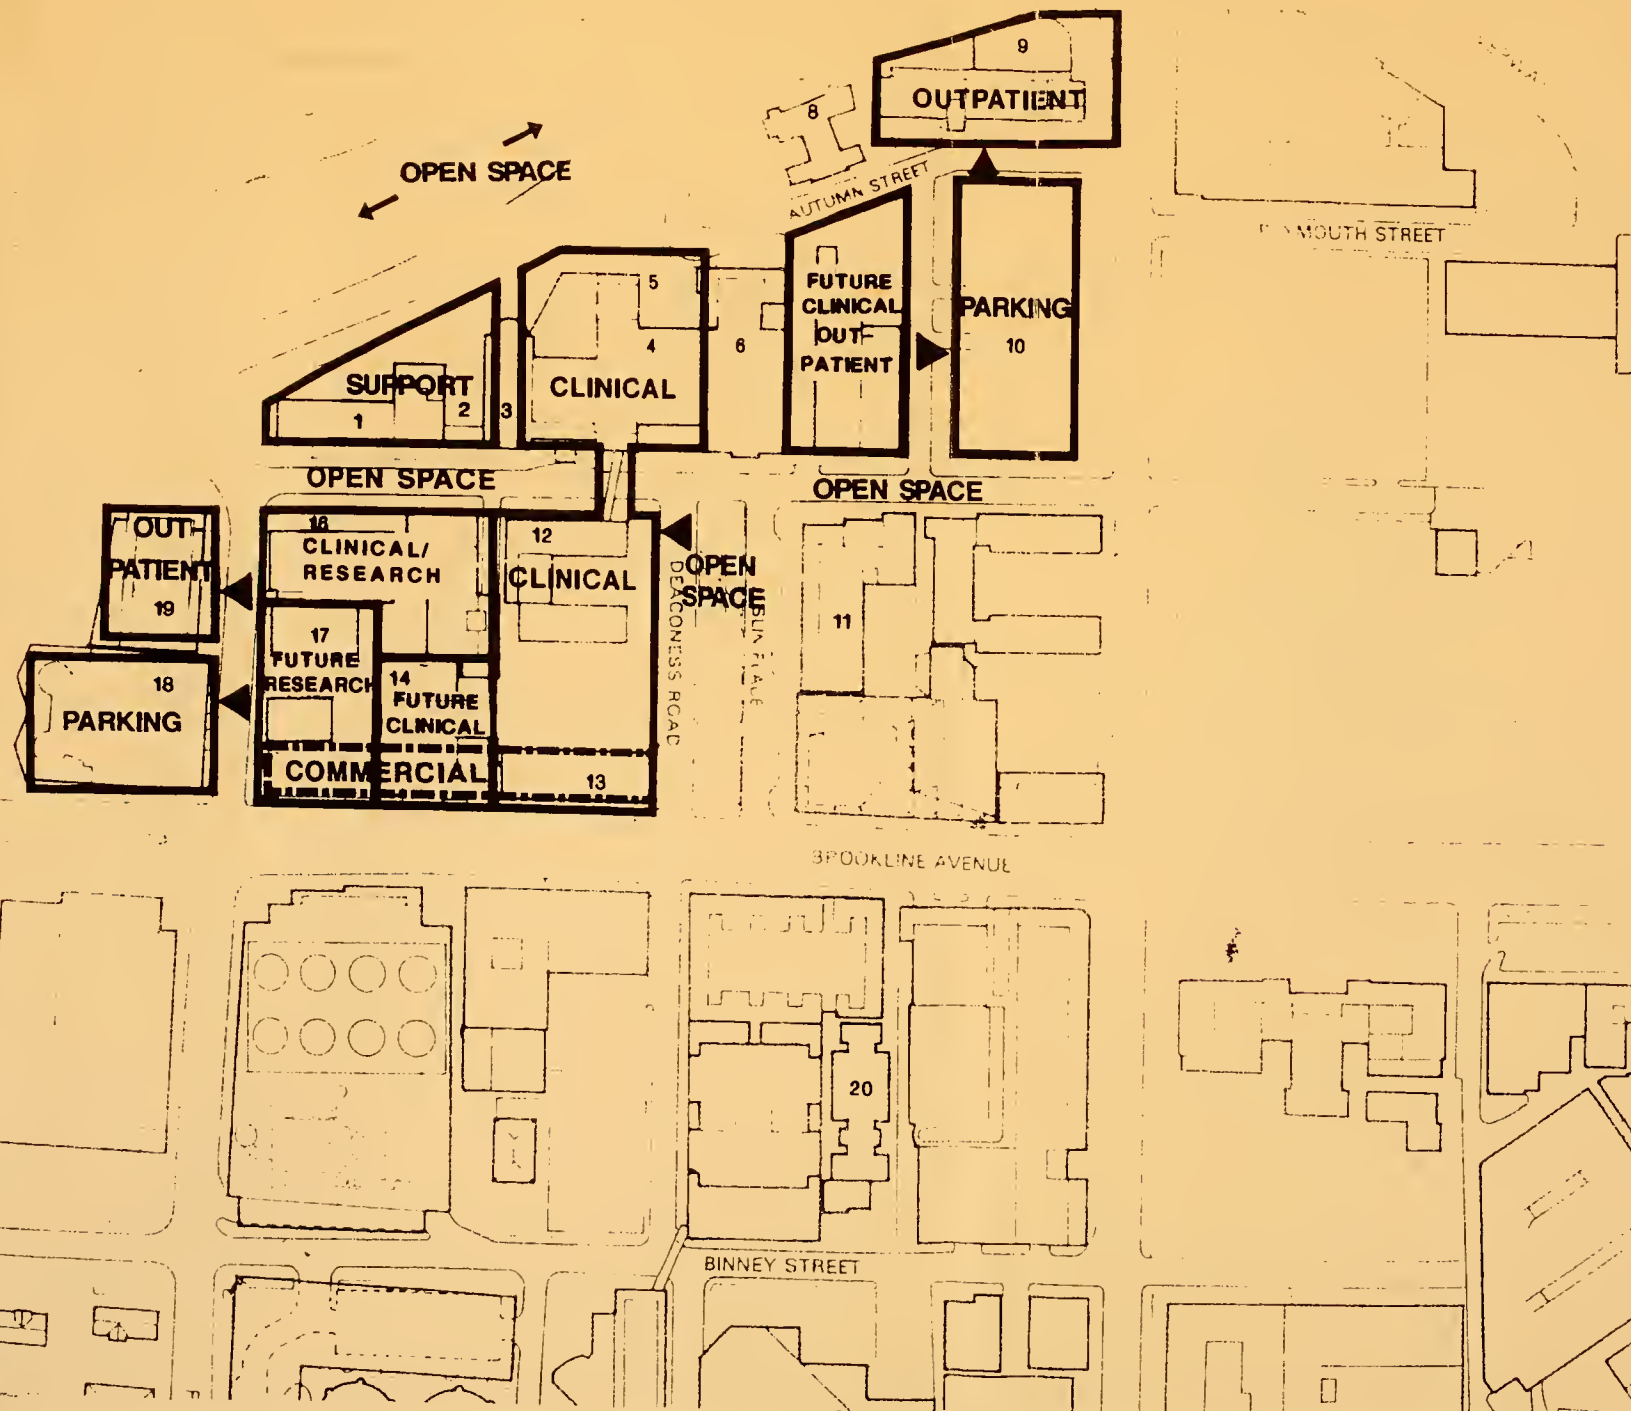 9
OUTPATIENT
8
OPEN SPACE
AUTUMN STREET
PLYMOUTH STREET
5
FUTURE
CLINICAL
OUT-
PATIENT
PARKING
10
4
6
SUPPORT
CLINICAL
1
2
3
OPEN SPACE
OPEN SPACE
OUT
PATIENT
19
16
CLINICAL/
RESEARCH
12
CLINICAL
OPEN
SPACE
DEACONESS ROAD
11
17
FUTURE
RESEARCH
14
FUTURE
CLINICAL
18
PARKING
COMMERCIAL
13
BROOKLINE AVENUE
20
BINNEY STREET